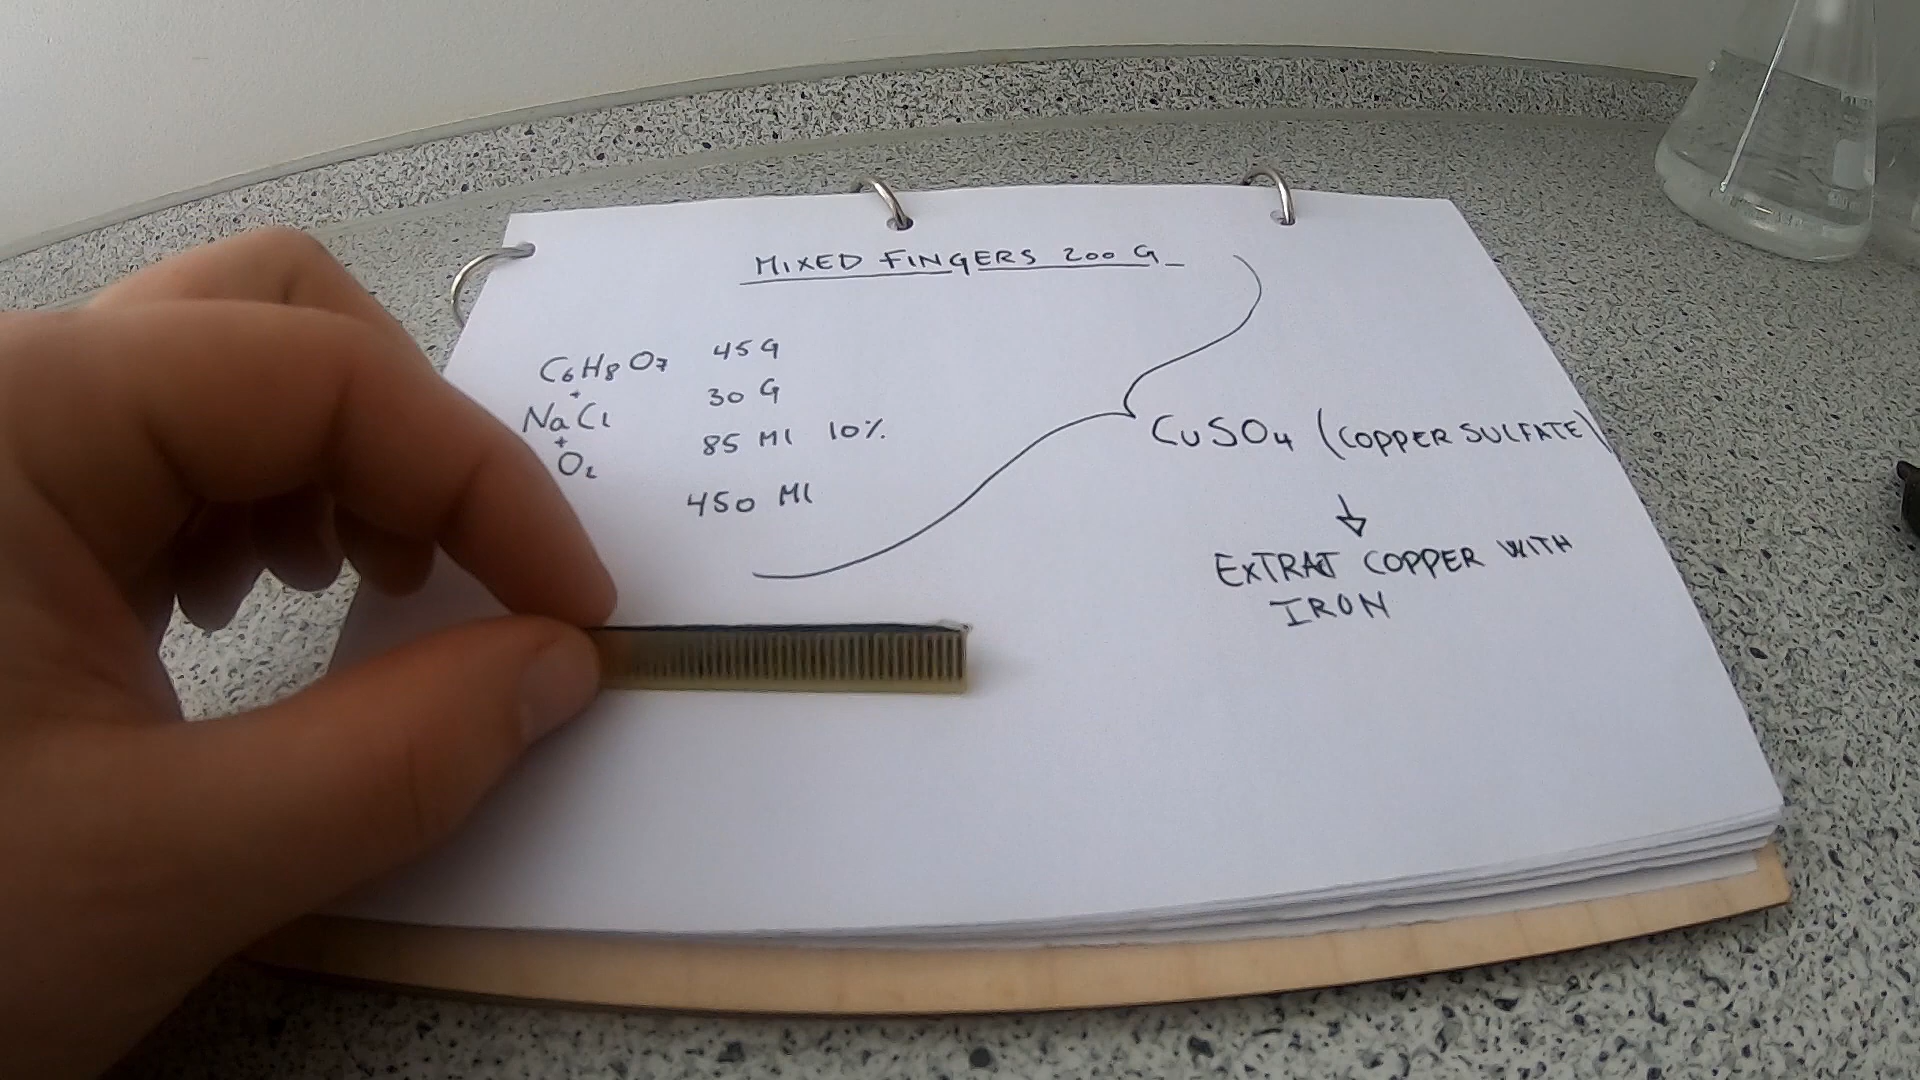 MIXED FINGERS 200 G
C6H8O7 45 G
+
NaCl 30 G
+
O2 85 Ml 10%
450 Ml
CuSO4 (COPPER SULFATE)
↓
EXTRAT COPPER WITH
IRON